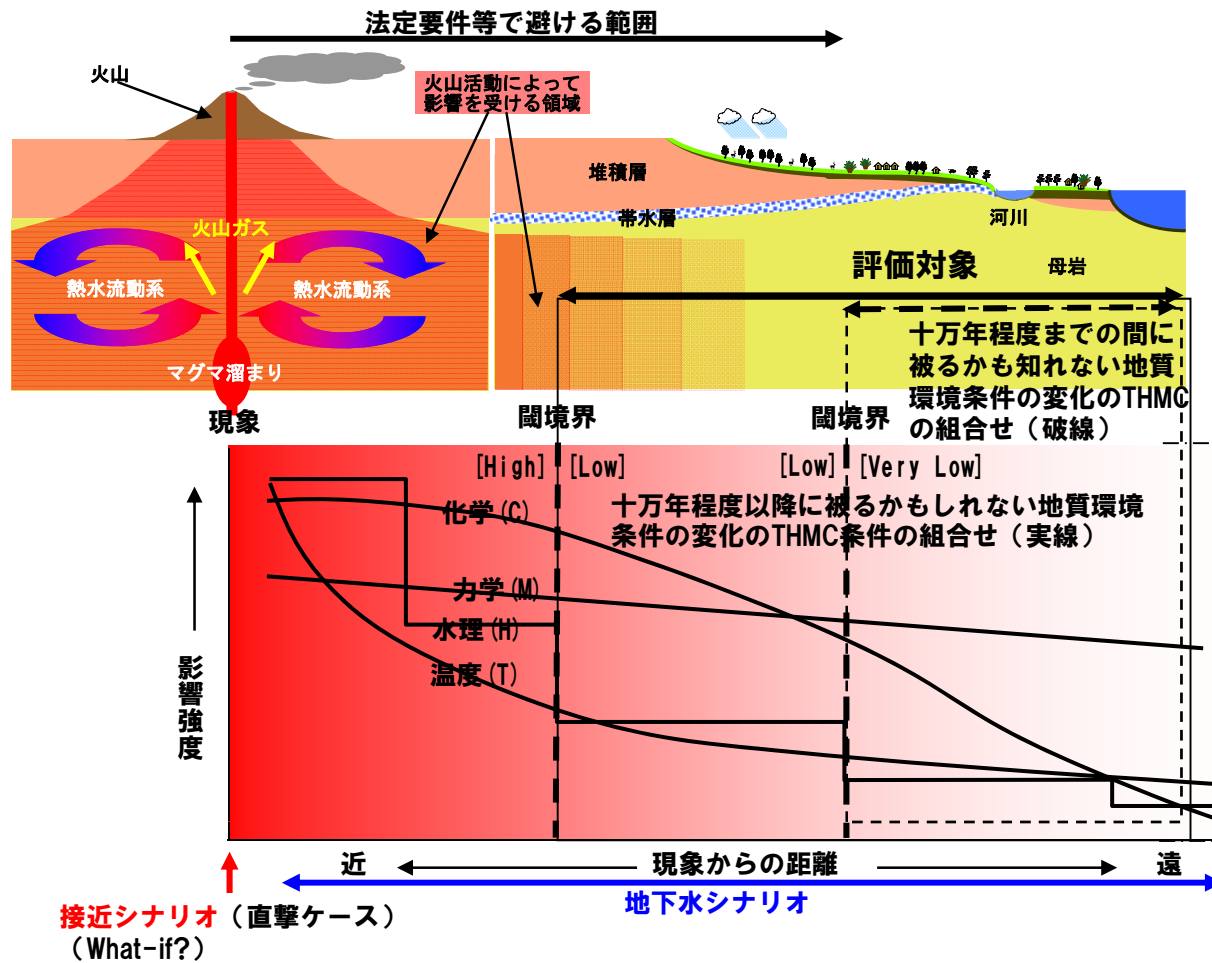 法定要件等で避ける範囲
火山
火山活動によって
影響を受ける領域
堆積層
帯水層
河川
火山ガス
熱水流動系
熱水流動系
マグマ溜まり
評価対象
母岩
十万年程度までの間に
被るかも知れない地質
環境条件の変化のTHMC
の組合せ(破線)
現象
閾境界
閾境界
[High]
[Low]
[Low]
[Very Low]
十万年程度以降に被るかもしれない地質環境
条件の変化のTHMC条件の組合せ(実線)
化学(C)
力学(M)
水理(H)
温度(T)
影響強度
近
現象からの距離
遠
地下水シナリオ
接近シナリオ(直撃ケース)
(What-if?)